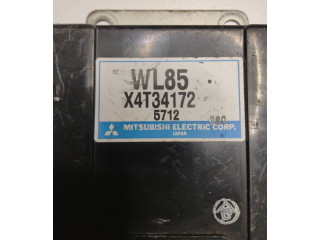 WL85
X4T34172
5712
MITSUBISHI ELECTRIC CORP.
JAPAN